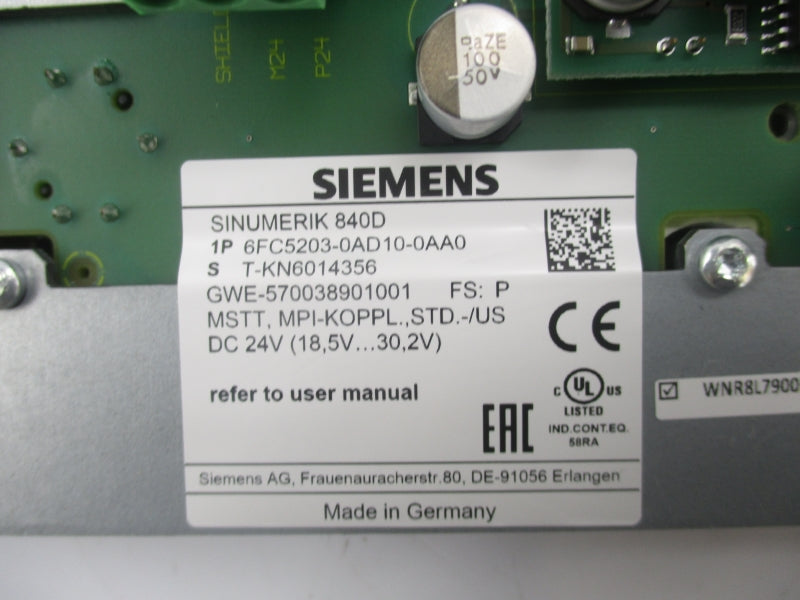 SHIELD
M24
P24
aZE
100
50V
SIEMENS
SINUMERIK 840D
1P 6FC5203-0AD10-0AA0
S T-KN6014356
GWE-570038901001 FS: P
MSTT, MPI-KOPPL.,STD.-/US
DC 24V (18,5V...30,2V)
CE
refer to user manual
C UL US
LISTED
IND.CONT.EQ.
58RA
EAC
WNR8L7900
Siemens AG, Frauenauracherstr.80, DE-91056 Erlangen
Made in Germany